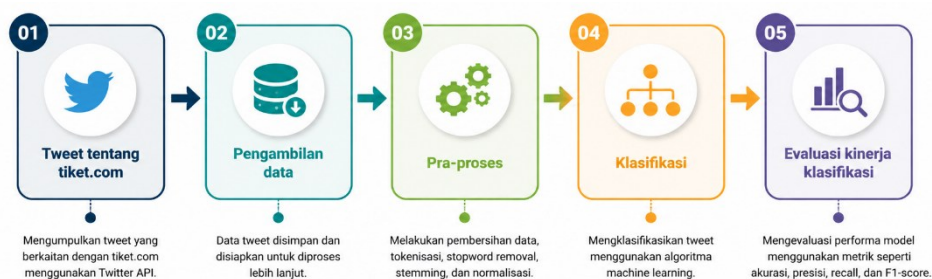 01
Tweet tentang
tiket.com
Mengumpulkan tweet yang
berkaitan dengan tiket.com
menggunakan Twitter API.
02
Pengambilan
data
Data tweet disimpan dan
disiapkan untuk diproses
lebih lanjut.
03
Pra-proses
Melakukan pembersihan data,
tokenisasi, stopword removal,
stemming, dan normalisasi.
04
Klasifikasi
Mengklasifikasikan tweet
menggunakan algoritma
machine learning.
05
Evaluasi kinerja
klasifikasi
Mengevaluasi performa model
menggunakan metrik seperti
akurasi, presisi, recall, dan F1-score.